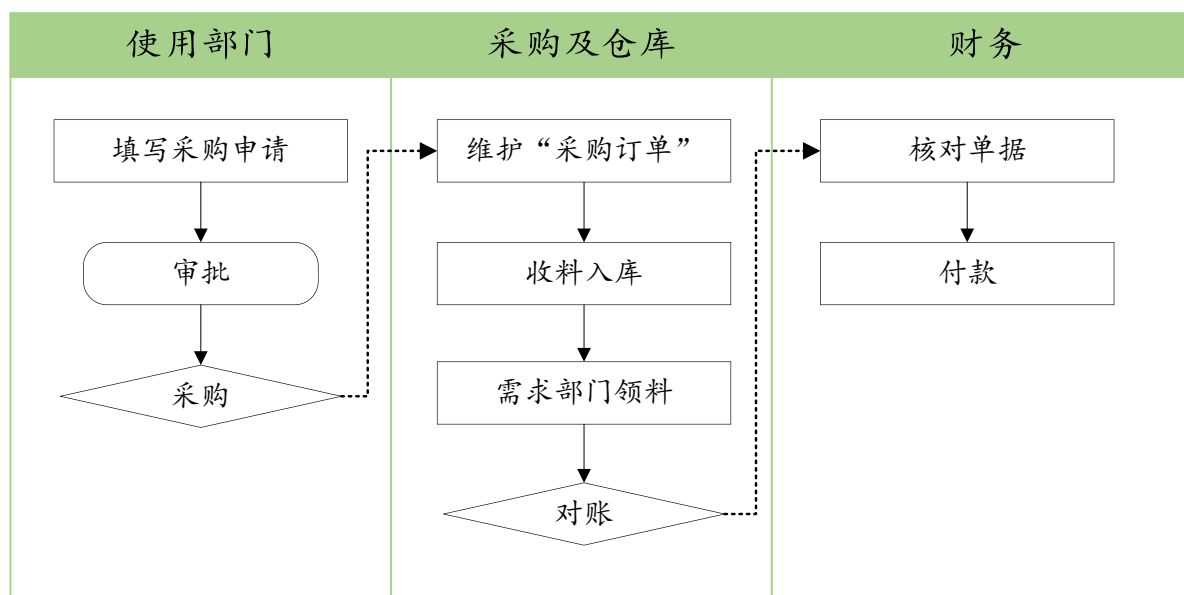 使用部门
采购及仓库
财务
填写采购申请
审批
采购
维护“采购订单”
收料入库
需求部门领料
对账
核对单据
付款